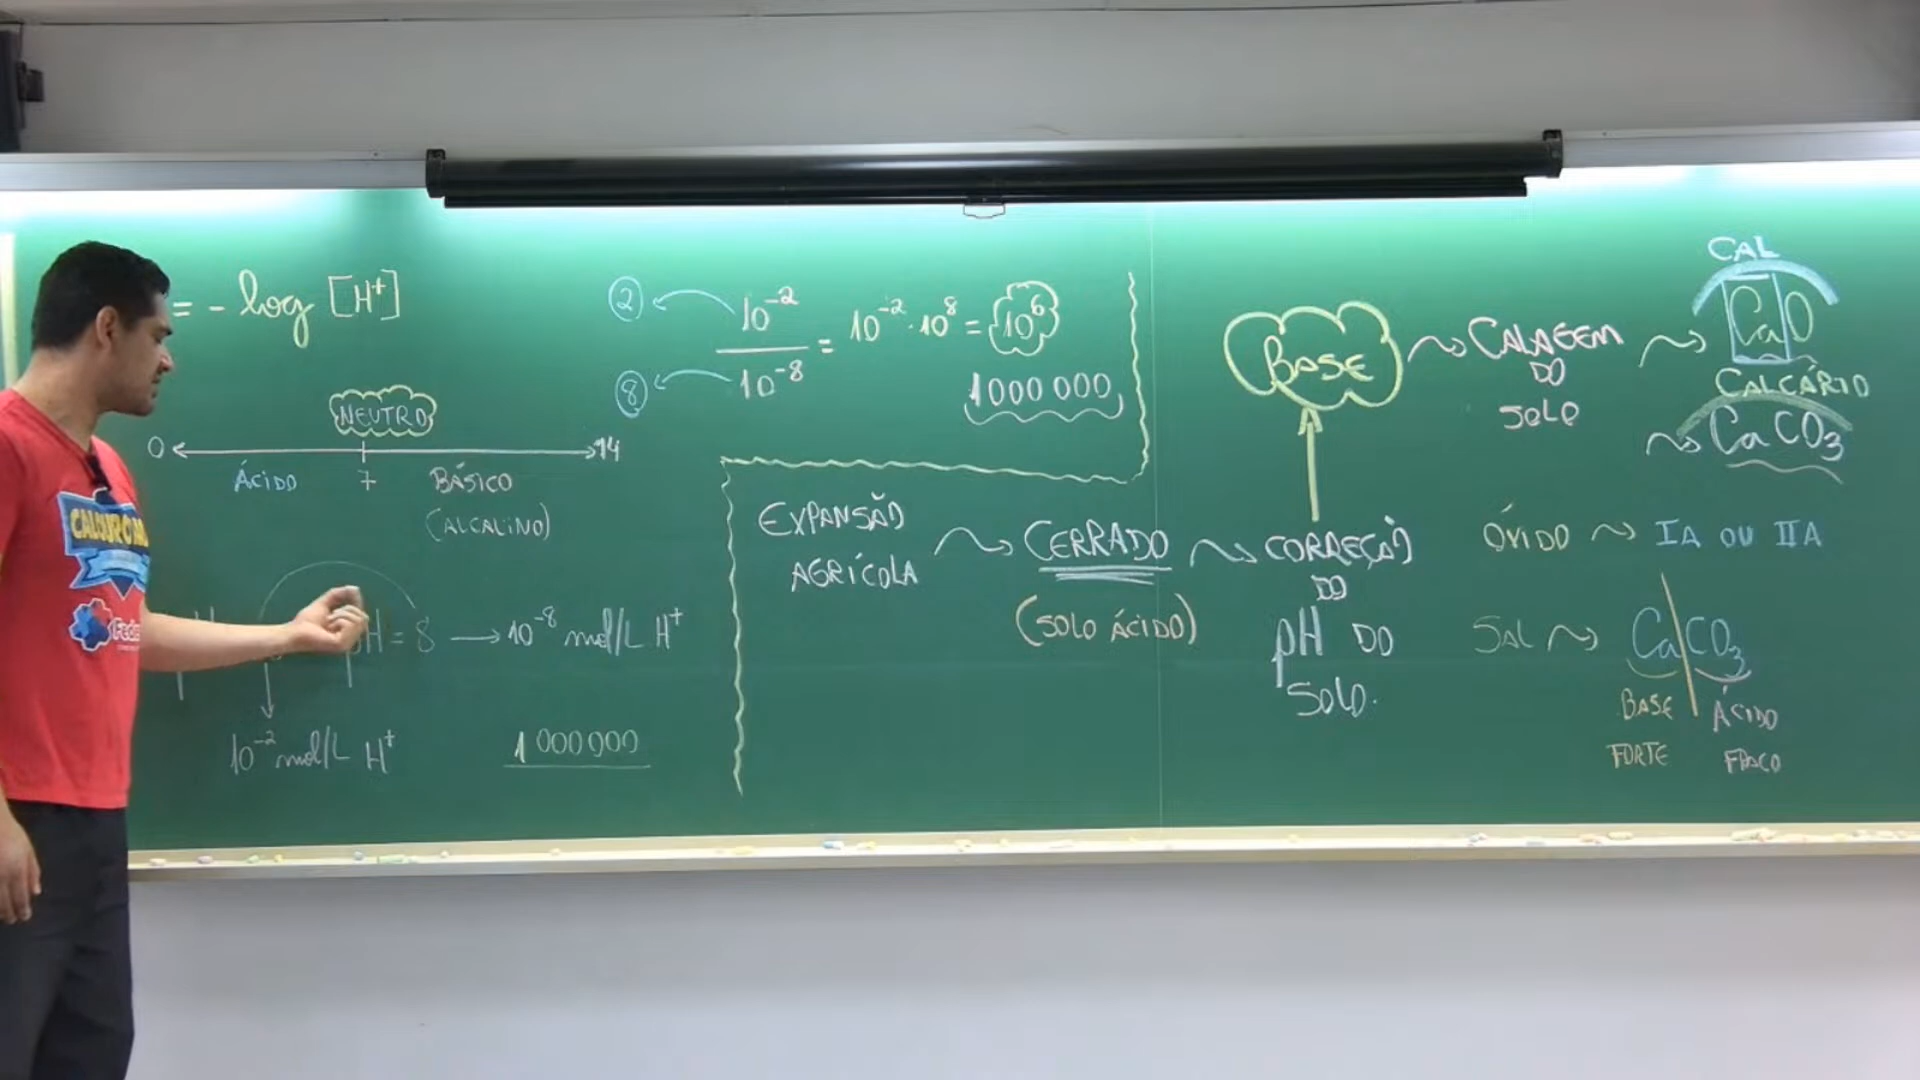 = - log [H⁺]
NEUTRO
0
14
ÁCIDO
7
BÁSICO
(ALCALINO)
pH = 8 → 10⁻⁸ mol/L H⁺
10⁻² mol/L H⁺
1 000 000
2
10⁻²
8
10⁻⁸
= 10⁻² · 10⁸ = 10⁶
1 000 000
EXPANSÃO
AGRÍCOLA
CERRADO
(SOLO ÁCIDO)
CORREÇÃO
DO
pH DO
SOLO.
BASE
CALAGEM
DO
SOLO
CAL
CaO
CALCÁRIO
CaCO₃
ÓXIDO
IA OU IIA
SAL
CaCO₃
BASE
FORTE
ÁCIDO
FRACO